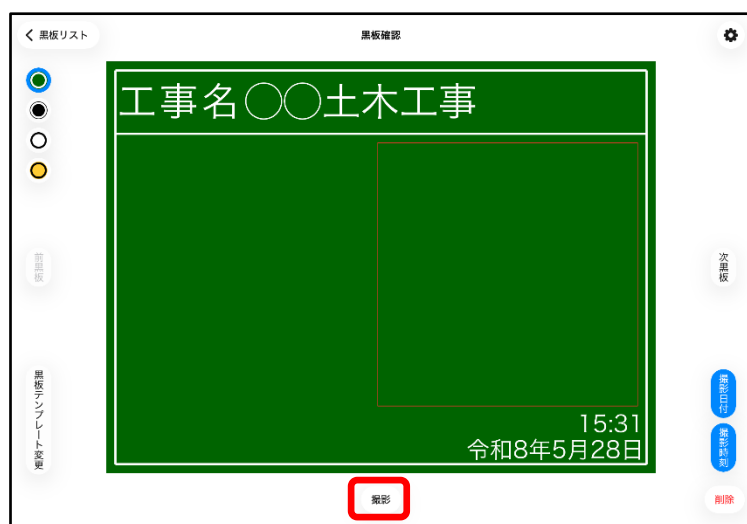 黒板リスト
黒板確認
工事名○○土木工事
前黒板
次黒板
黒板テンプレート変更
撮影日付
撮影時刻
15:31
令和8年5月28日
撮影
削除